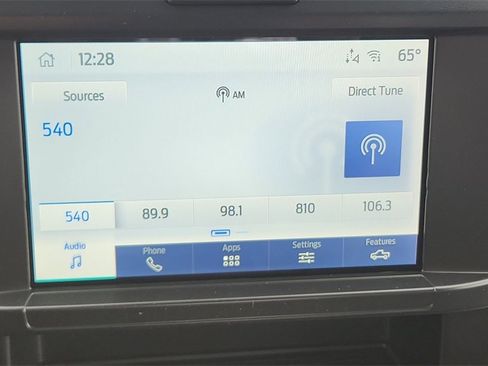 12:28 65°
Sources AM Direct Tune
540
540 89.9 98.1 810 106.3
Audio Phone Apps Settings Features